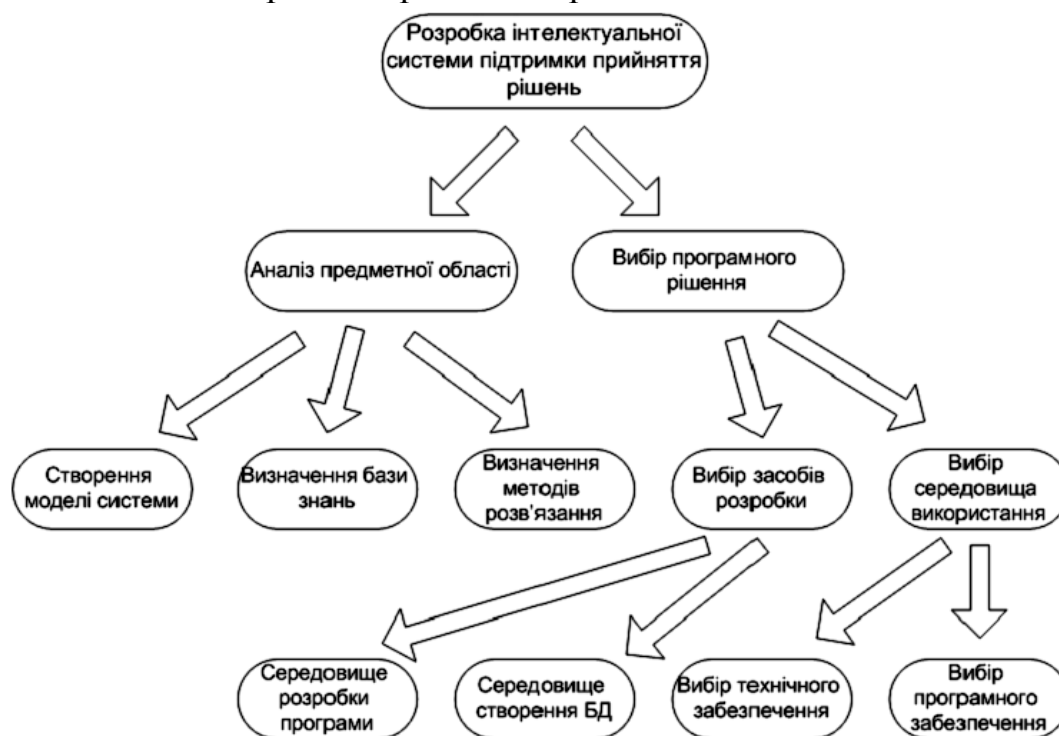 Розробка інтелектуальної
системи підтримки прийняття
рішень
Аналіз предметної області
Вибір програмного
рішення
Створення
моделі системи
Визначення бази
знань
Визначення
методів
розв'язання
Вибір засобів
розробки
Вибір
середовища
використання
Середовище
розробки
програми
Середовище
створення БД
Вибір технічного
забезпечення
Вибір
програмного
забезпечення